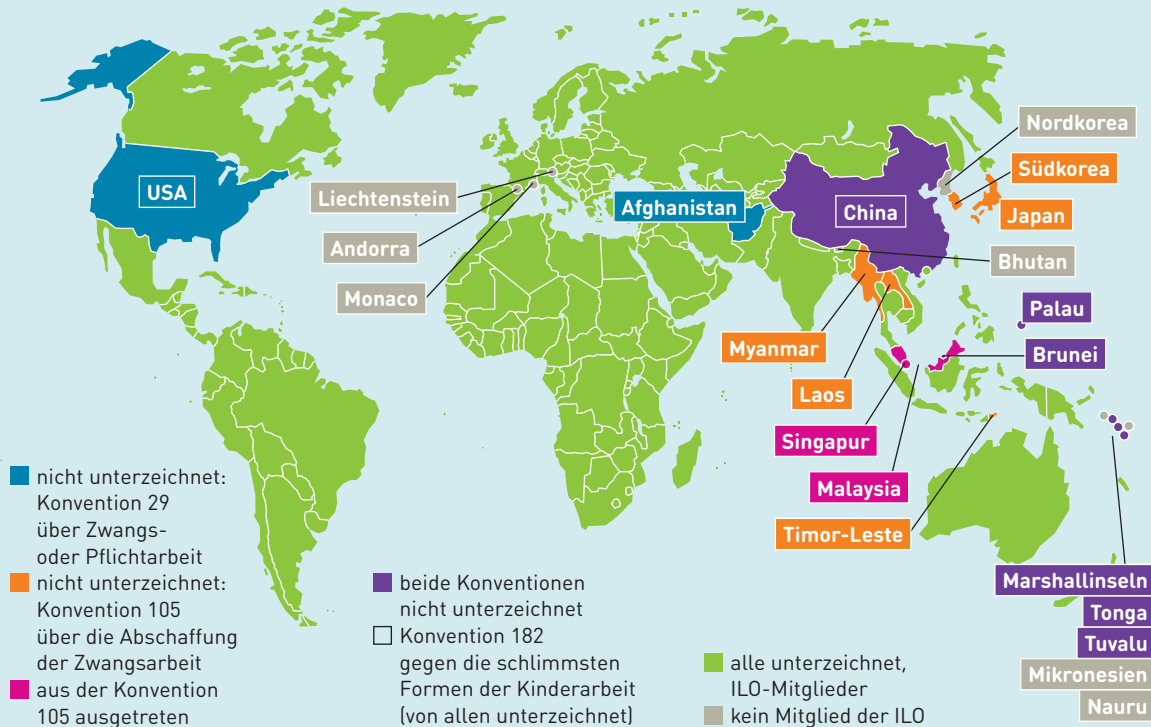 USA
Liechtenstein
Andorra
Monaco
Afghanistan
China
Nordkorea
Südkorea
Japan
Bhutan
Palau
Brunei
Myanmar
Laos
Singapur
Malaysia
Timor-Leste
Marshallinseln
Tonga
Tuvalu
Mikronesien
Nauru
nicht unterzeichnet:
Konvention 29
über Zwangs-
oder Pflichtarbeit
nicht unterzeichnet:
Konvention 105
über die Abschaffung
der Zwangsarbeit
aus der Konvention
105 ausgetreten
beide Konventionen
nicht unterzeichnet
Konvention 182
gegen die schlimmsten
Formen der Kinderarbeit
(von allen unterzeichnet)
alle unterzeichnet,
ILO-Mitglieder
kein Mitglied der ILO